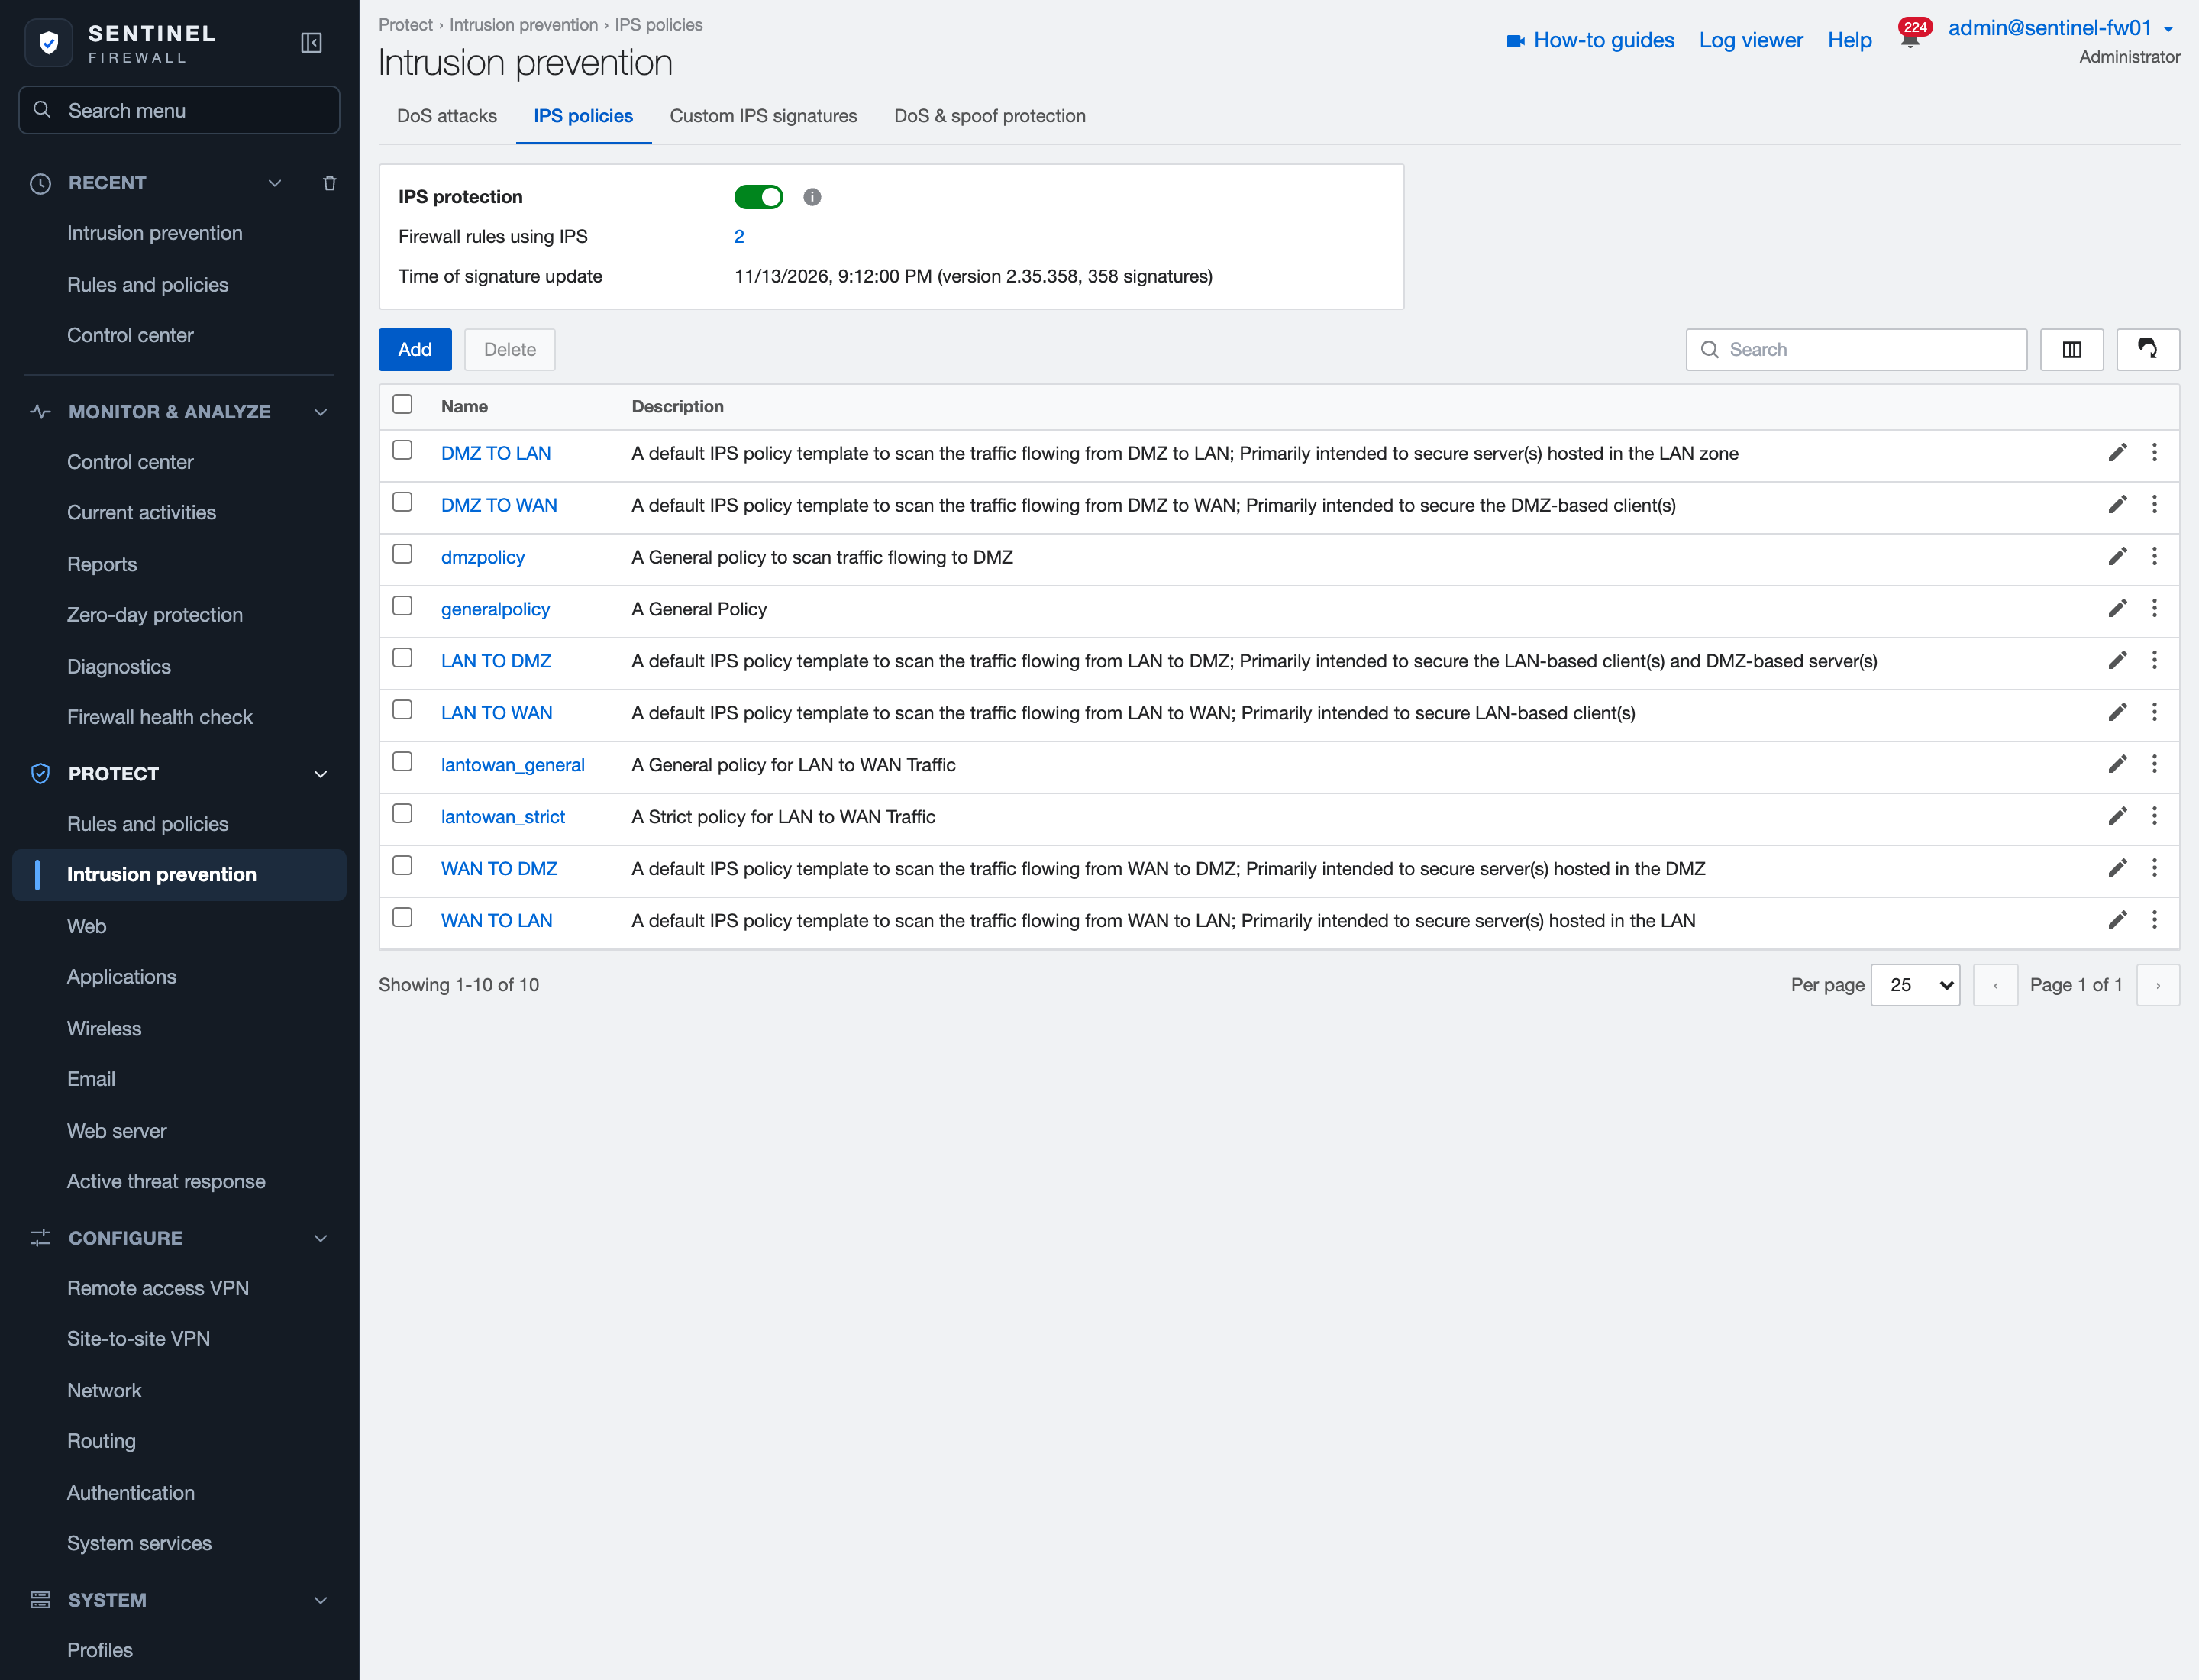 SENTINEL
FIREWALL
Search menu
RECENT
Intrusion prevention
Rules and policies
Control center
MONITOR & ANALYZE
Control center
Current activities
Reports
Zero-day protection
Diagnostics
Firewall health check
PROTECT
Rules and policies
Intrusion prevention
Web
Applications
Wireless
Email
Web server
Active threat response
CONFIGURE
Remote access VPN
Site-to-site VPN
Network
Routing
Authentication
System services
SYSTEM
Profiles
Protect › Intrusion prevention › IPS policies
Intrusion prevention
How-to guides Log viewer Help 224 admin@sentinel-fw01
Administrator
DoS attacks IPS policies Custom IPS signatures DoS & spoof protection
IPS protection
Firewall rules using IPS 2
Time of signature update 11/13/2026, 9:12:00 PM (version 2.35.358, 358 signatures)
Add Delete Search
Name Description
DMZ TO LAN A default IPS policy template to scan the traffic flowing from DMZ to LAN; Primarily intended to secure server(s) hosted in the LAN zone
DMZ TO WAN A default IPS policy template to scan the traffic flowing from DMZ to WAN; Primarily intended to secure the DMZ-based client(s)
dmzpolicy A General policy to scan traffic flowing to DMZ
generalpolicy A General Policy
LAN TO DMZ A default IPS policy template to scan the traffic flowing from LAN to DMZ; Primarily intended to secure the LAN-based client(s) and DMZ-based server(s)
LAN TO WAN A default IPS policy template to scan the traffic flowing from LAN to WAN; Primarily intended to secure LAN-based client(s)
lantowan_general A General policy for LAN to WAN Traffic
lantowan_strict A Strict policy for LAN to WAN Traffic
WAN TO DMZ A default IPS policy template to scan the traffic flowing from WAN to DMZ; Primarily intended to secure server(s) hosted in the DMZ
WAN TO LAN A default IPS policy template to scan the traffic flowing from WAN to LAN; Primarily intended to secure server(s) hosted in the LAN
Showing 1-10 of 10 Per page 25 ‹ Page 1 of 1 ›